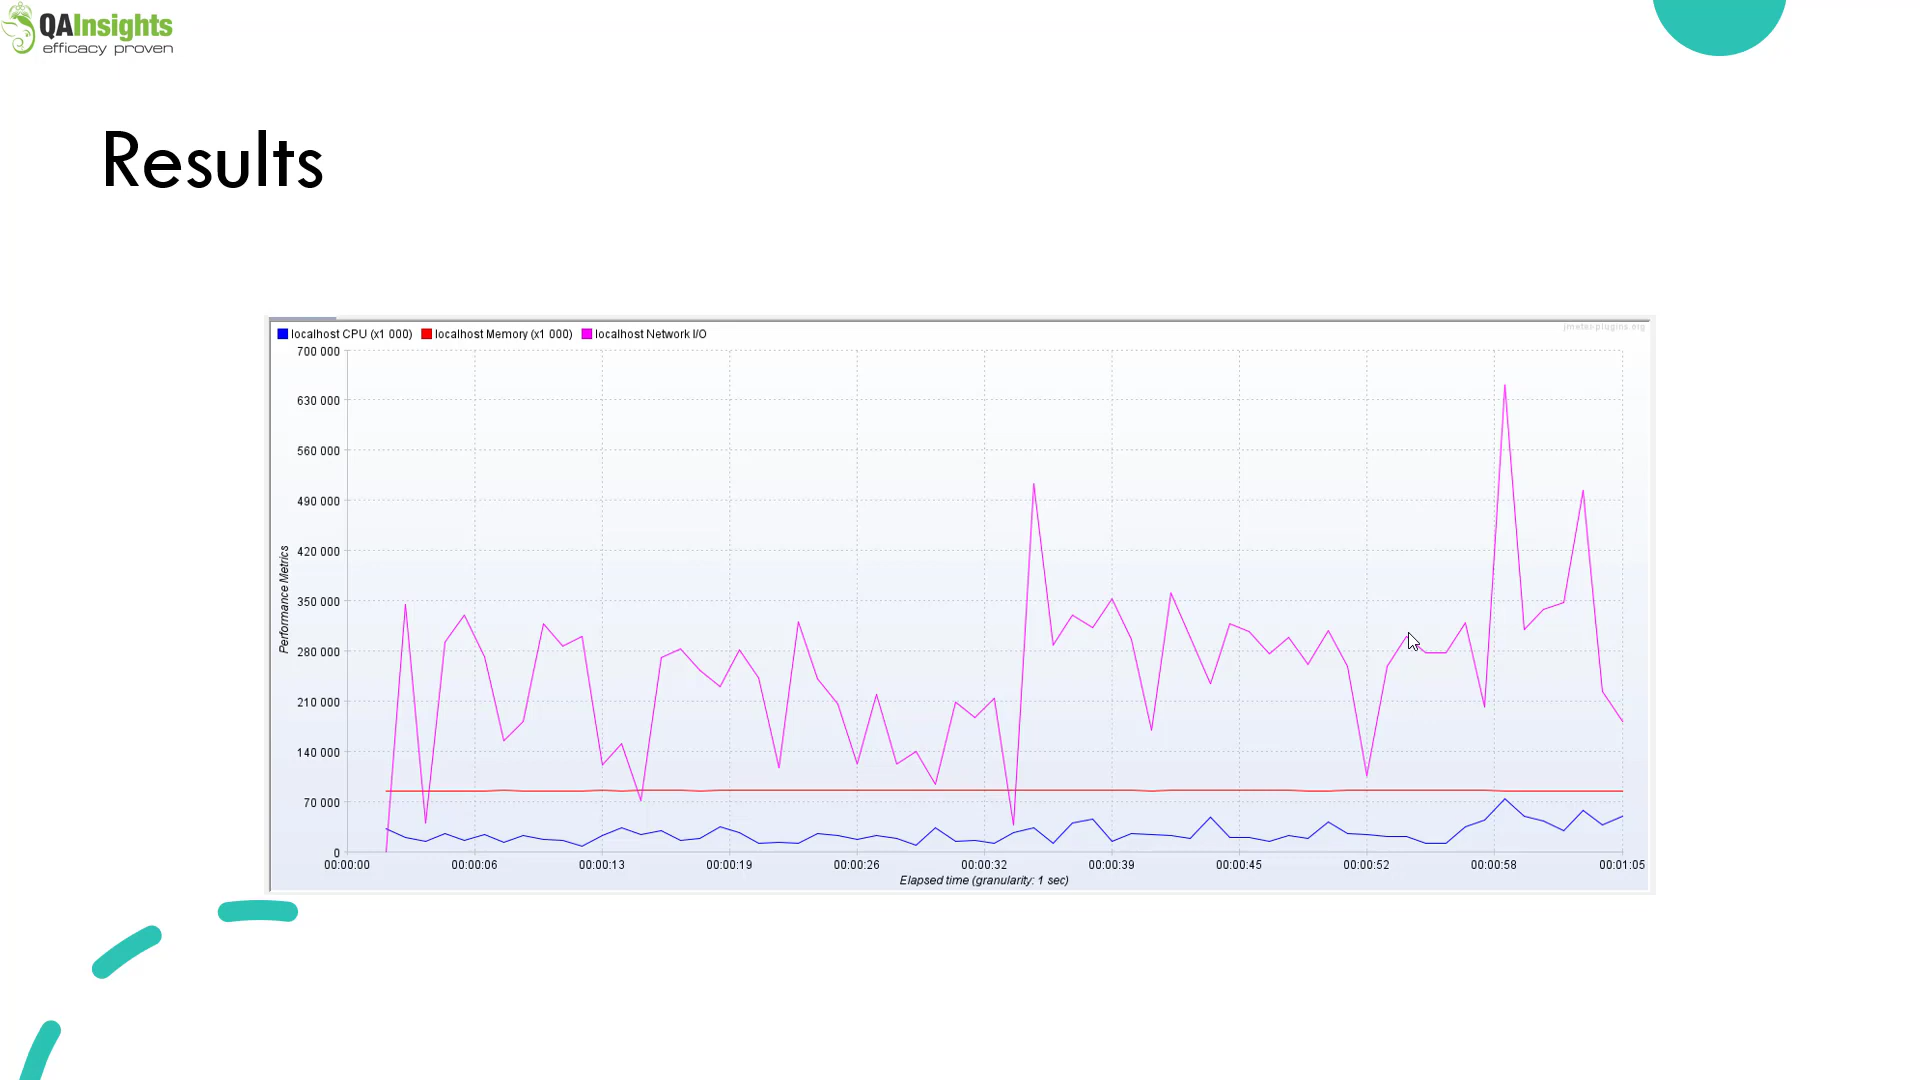 QAInsights
efficacy proven
Results
localhost CPU (x1 000) localhost Memory (x1 000) localhost Network I/O
jmeter-plugins.org
700 000
630 000
560 000
490 000
420 000
350 000
280 000
210 000
140 000
70 000
0
Performance Metrics
00:00:00 00:00:06 00:00:13 00:00:19 00:00:26 00:00:32 00:00:39 00:00:45 00:00:52 00:00:58 00:01:05
Elapsed time (granularity: 1 sec)